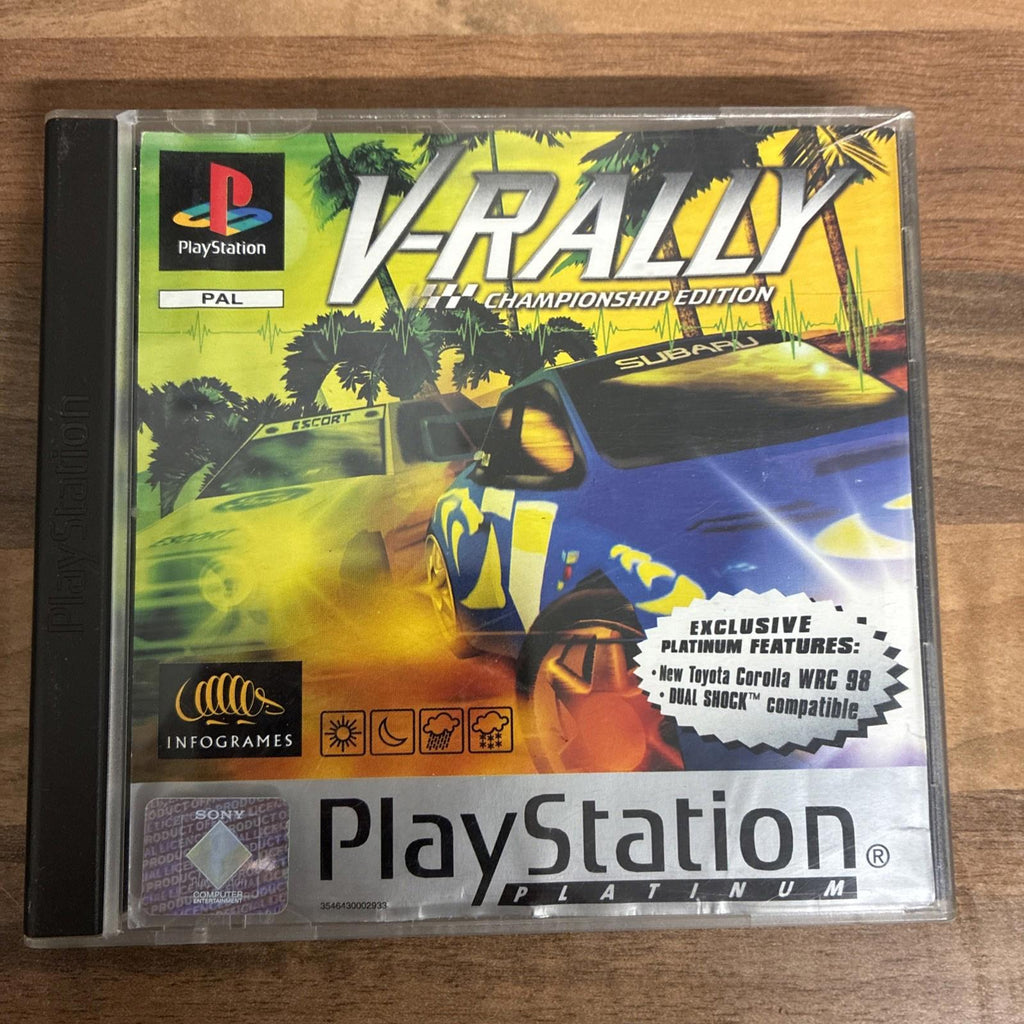 PlayStation
PlayStation
PAL
V-RALLY
CHAMPIONSHIP EDITION
SUBARU
ESCORT
ESCORT
EXCLUSIVE
PLATINUM FEATURES:
• New Toyota Corolla WRC 98
• DUAL SHOCK™ compatible
INFOGRAMES
SONY
COMPUTER
ENTERTAINMENT
PlayStation®
PLATINUM
3546430002933